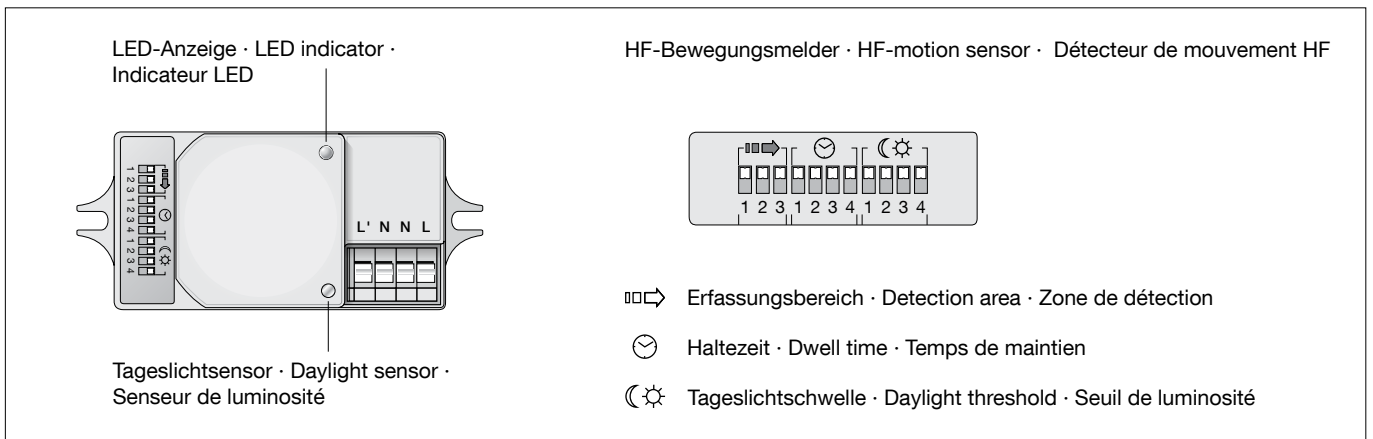 LED-Anzeige · LED indicator ·
Indicateur LED
HF-Bewegungsmelder · HF-motion sensor · Détecteur de mouvement HF
1 2 3 1 2 3 4 1 2 3 4
L' N N L
1 2 3 1 2 3 4 1 2 3 4
Erfassungsbereich · Detection area · Zone de détection
Haltezeit · Dwell time · Temps de maintien
Tageslichtschwelle · Daylight threshold · Seuil de luminosité
Tageslichtsensor · Daylight sensor ·
Senseur de luminosité